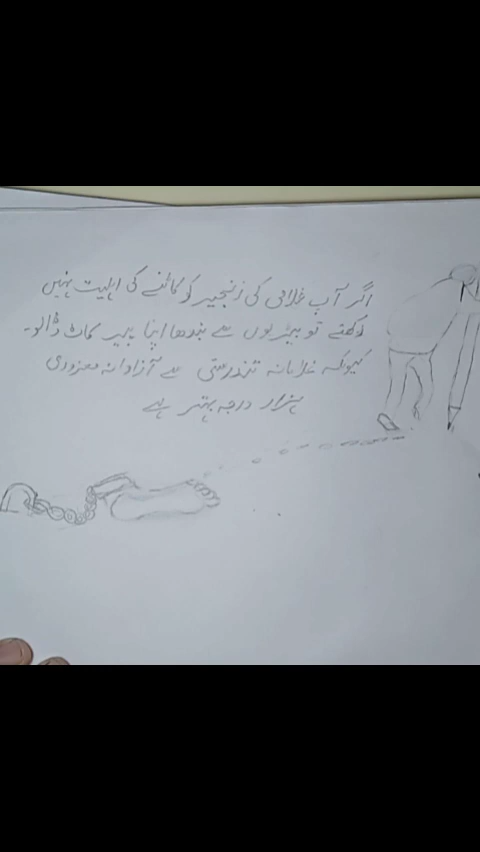 اگر آپ غلامی کی زنجیر کو کاٹنے کی اہلیت نہیں
رکھتے تو بیڑیوں سے بندھا اپنا پیر کاٹ ڈالو۔
کیونکہ غلامانہ تندرستی سے آزادانہ معزوری
ہزار درجہ بہتر ہے